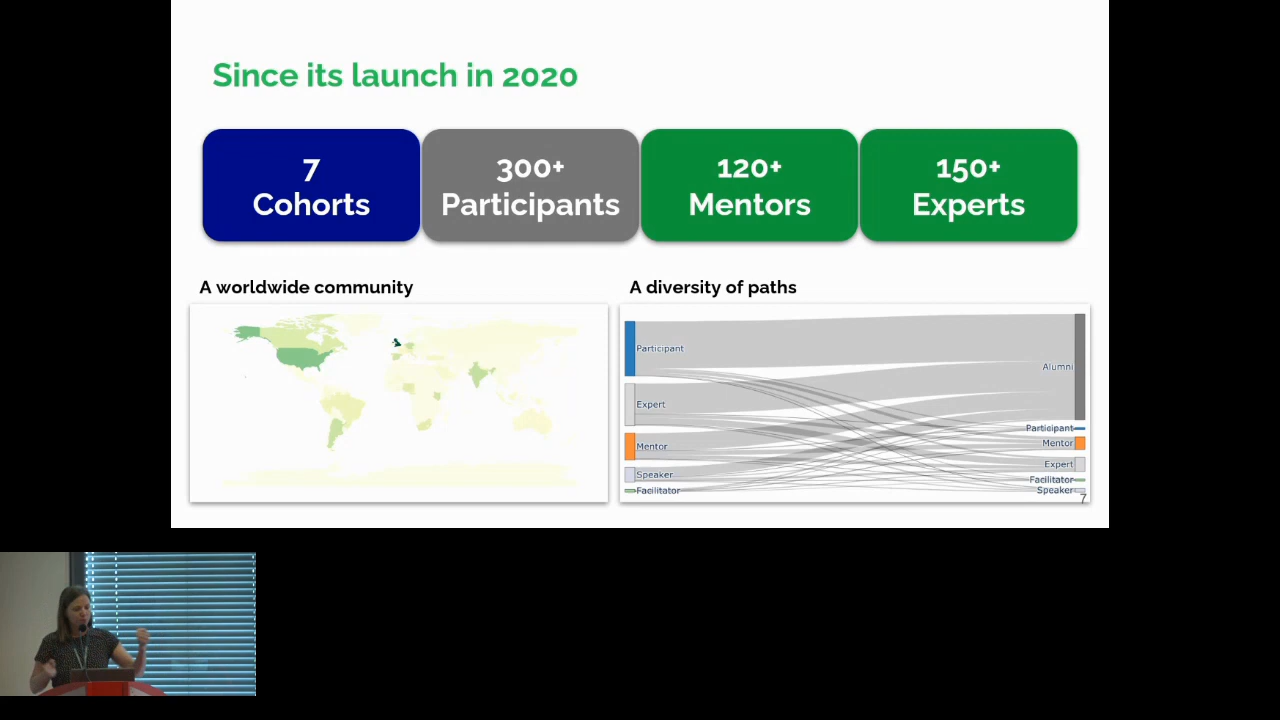 Since its launch in 2020
7
Cohorts
300+
Participants
120+
Mentors
150+
Experts
A worldwide community
A diversity of paths
Participant
Expert
Mentor
Speaker
Facilitator
Alumni
Participant
Mentor
Expert
Facilitator
Speaker
7